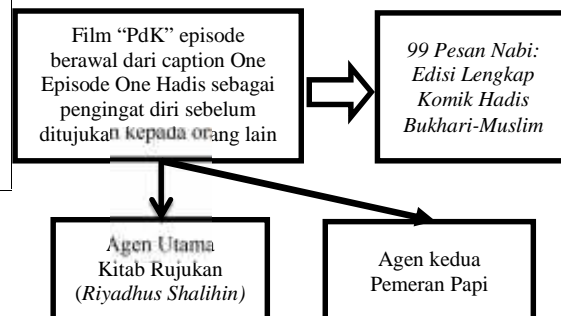 Film “PdK” episode
berawal dari caption One
Episode One Hadis sebagai
pengingat diri sebelum
ditujukan kepada orang lain
99 Pesan Nabi:
Edisi Lengkap
Komik Hadis
Bukhari-Muslim
Agen Utama
Kitab Rujukan
(Riyadhus Shalihin)
Agen kedua
Pemeran Papi